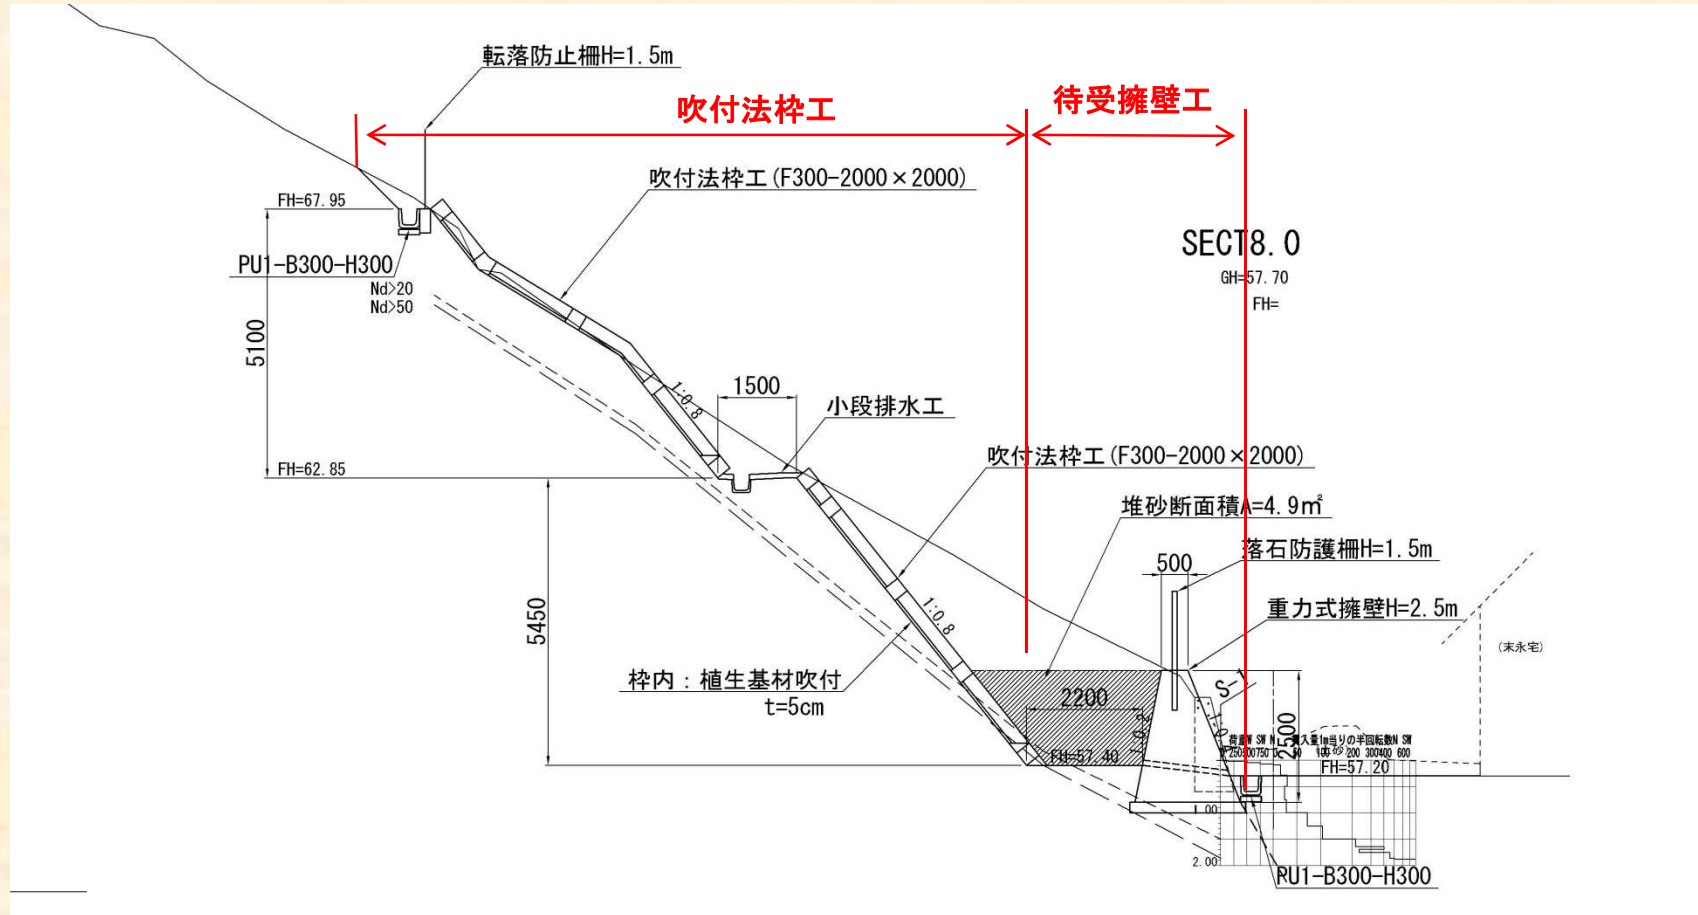 転落防止柵H=1.5m
吹付法枠工
待受擁壁工
吹付法枠工(F300-2000×2000)
FH=67.95
SECT8.0
GH=57.70
FH=
PU1-B300-H300
Nd>20
Nd>50
5100
1:0.8
1500
小段排水工
FH=62.85
吹付法枠工(F300-2000×2000)
堆砂断面積A=4.9㎡
落石防護柵H=1.5m
500
5450
1:0.8
重力式擁壁H=2.5m
(末永宅)
枠内：植生基材吹付
t=5cm
S-1
2200
1:0.2
2500
FH=57.40
FH=57.20
1.00
2.00
PU1-B300-H300